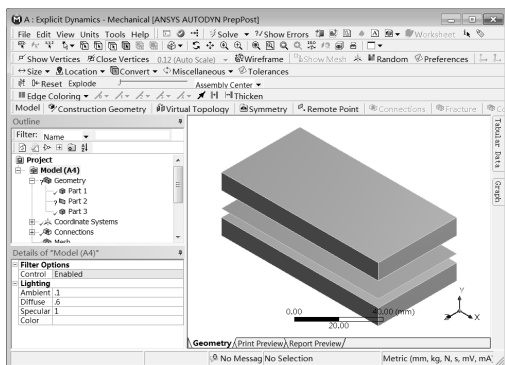 A : Explicit Dynamics - Mechanical [ANSYS AUTODYN PrepPost]
File Edit View Units Tools Help Solve ?/Show Errors Worksheet
Show Vertices Close Vertices 0.12 (Auto Scale) Wireframe Show Mesh Random Preferences
Size Location Convert Miscellaneous Tolerances
Reset Explode Assembly Center
Edge Coloring Thicken
Model Construction Geometry Virtual Topology Symmetry Remote Point Connections Fracture
Outline
Filter: Name
Project
Model (A4)
Geometry
Part 1
Part 2
Part 3
Coordinate Systems
Connections
Mesh
Details of "Model (A4)"
Filter Options
Control Enabled
Lighting
Ambient .1
Diffuse .6
Specular 1
Color
0.00 40.00 (mm)
20.00
Y
Z X
Geometry Print Preview Report Preview
Tabular Data
Graph
No Messag No Selection Metric (mm, kg, N, s, mV, mA)